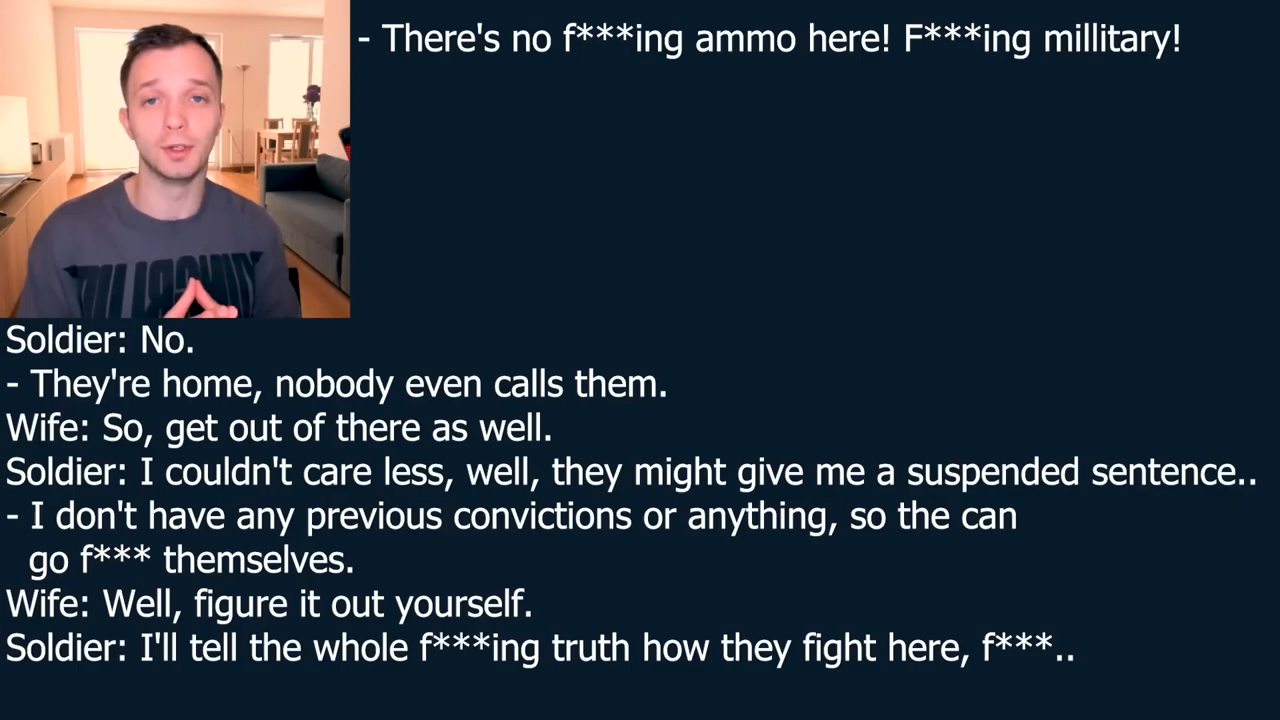 - There's no f***ing ammo here! F***ing millitary!
Soldier: No.
- They're home, nobody even calls them.
Wife: So, get out of there as well.
Soldier: I couldn't care less, well, they might give me a suspended sentence..
- I don't have any previous convictions or anything, so the can
go f*** themselves.
Wife: Well, figure it out yourself.
Soldier: I'll tell the whole f***ing truth how they fight here, f***..